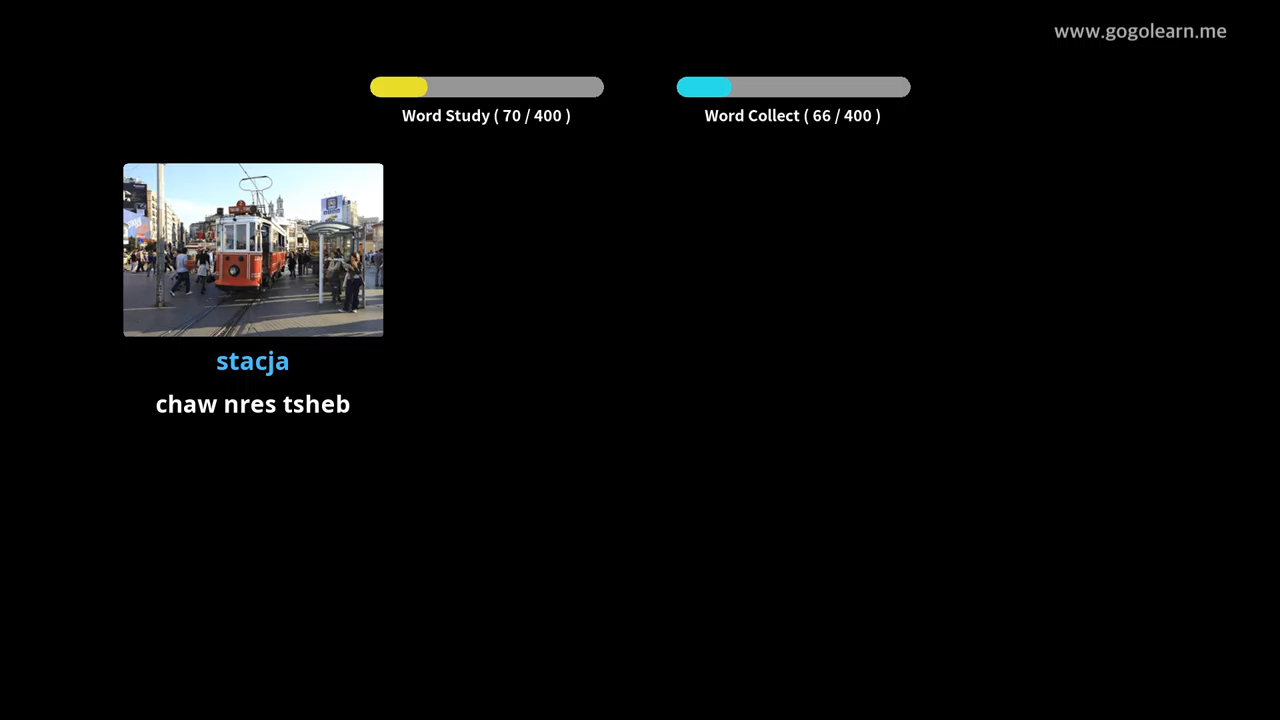 www.gogolearn.me
Word Study ( 70 / 400 )
Word Collect ( 66 / 400 )
stacja
chaw nres tsheb